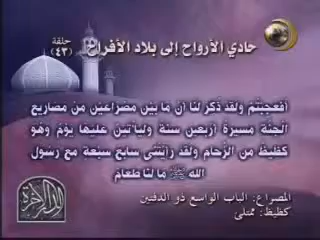 حادي الأرواح إلى بلاد الأفراح
حلقة
(٤٣)
أفعجبتم ولقد ذكر لنا أن ما بين مصراعين من مصاريع
الجنة مسيرة أربعين سنة وليأتين عليها يوم وهو
كظيظ من الزحام ولقد رأيتني سابع سبعة مع رسول
الله ﷺ ما لنا طعام
المصراع: الباب الواسع ذو الدفتين
كظيظ: ممتلئ